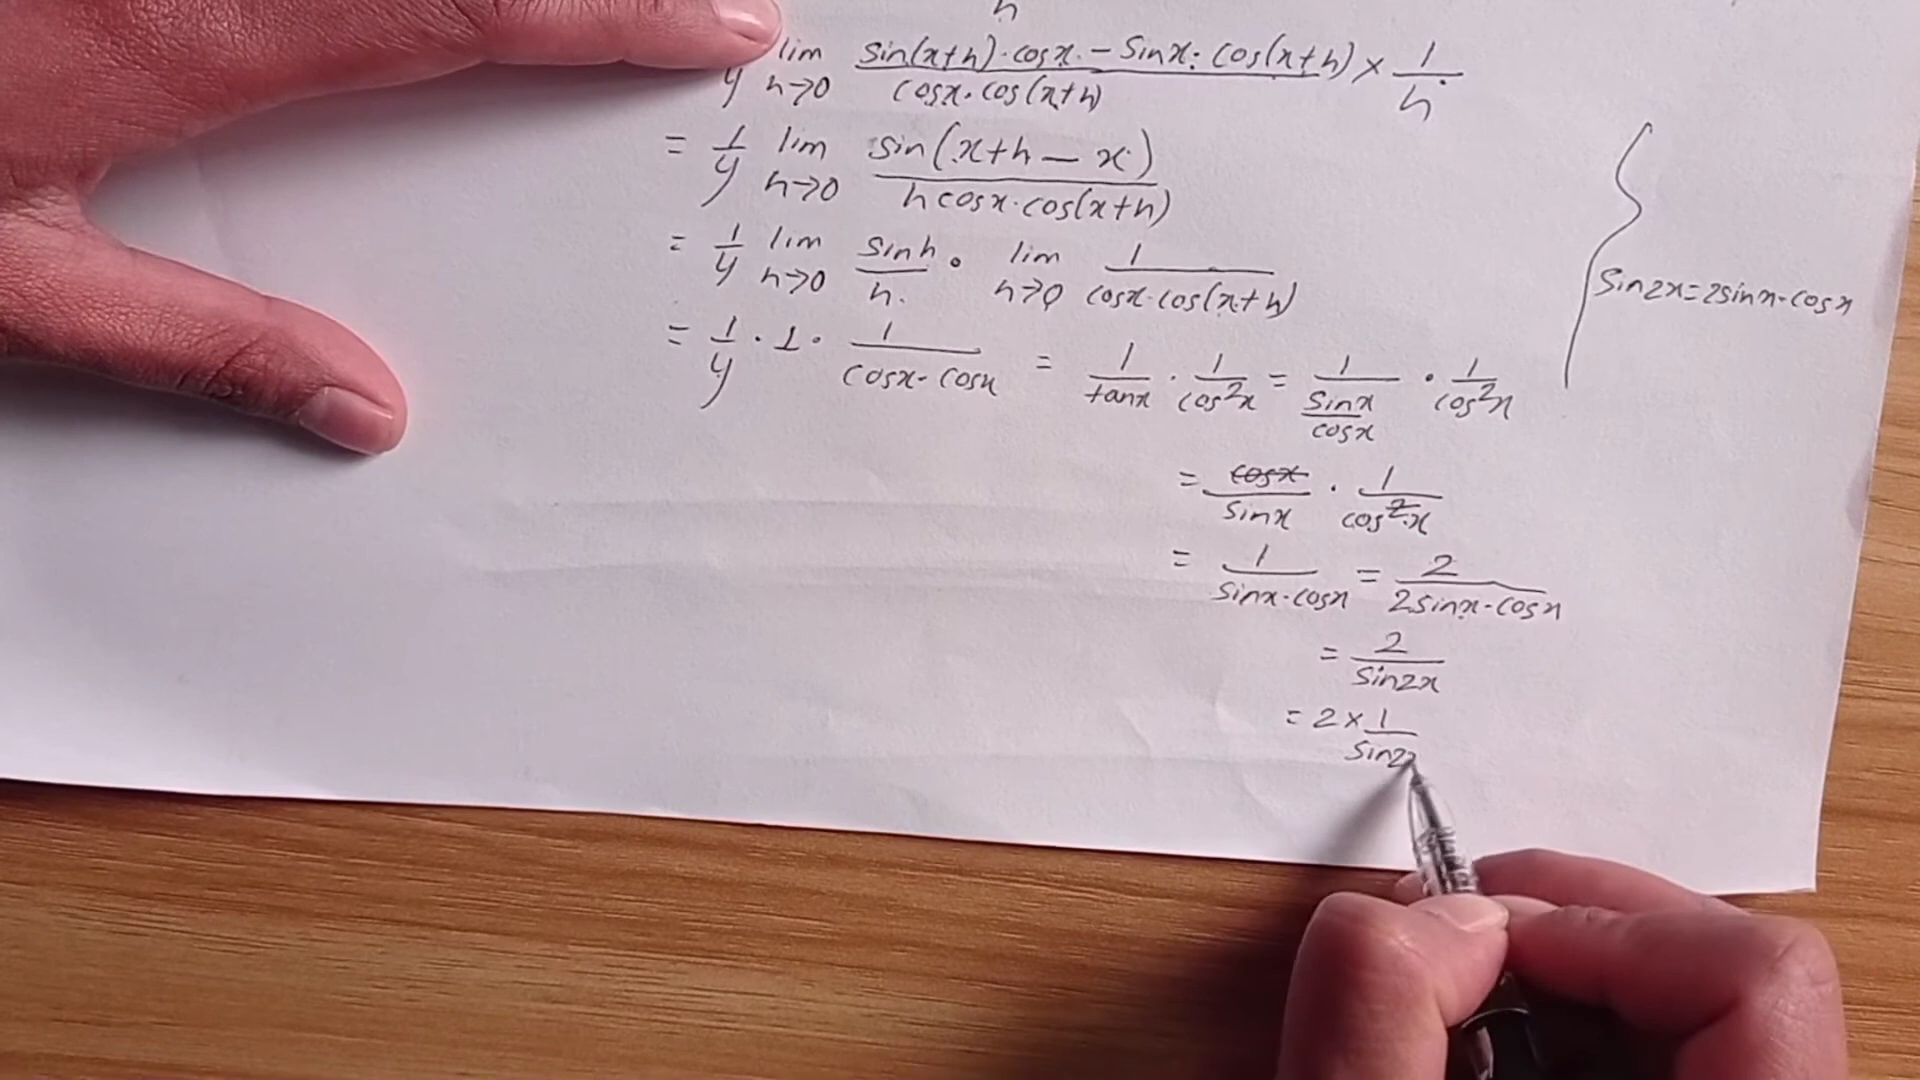 h
1/y lim h→0 sin(x+h)·cosx - sinx·cos(x+h) / cosx·cos(x+h) × 1/h
= 1/y lim h→0 sin(x+h-x) / h cosx·cos(x+h)
= 1/y lim h→0 sinh/h · lim h→0 1/cosx·cos(x+h)
sin2x=2sinx·cosx
= 1/y · 1 · 1/cosx·cosx = 1/tanx · 1/cos²x = 1/(sinx/cosx) · 1/cos²x
= cosx/sinx · 1/cos²x
= 1/sinx·cosx = 2/2sinx·cosx
= 2/sin2x
= 2 × 1/sin2x